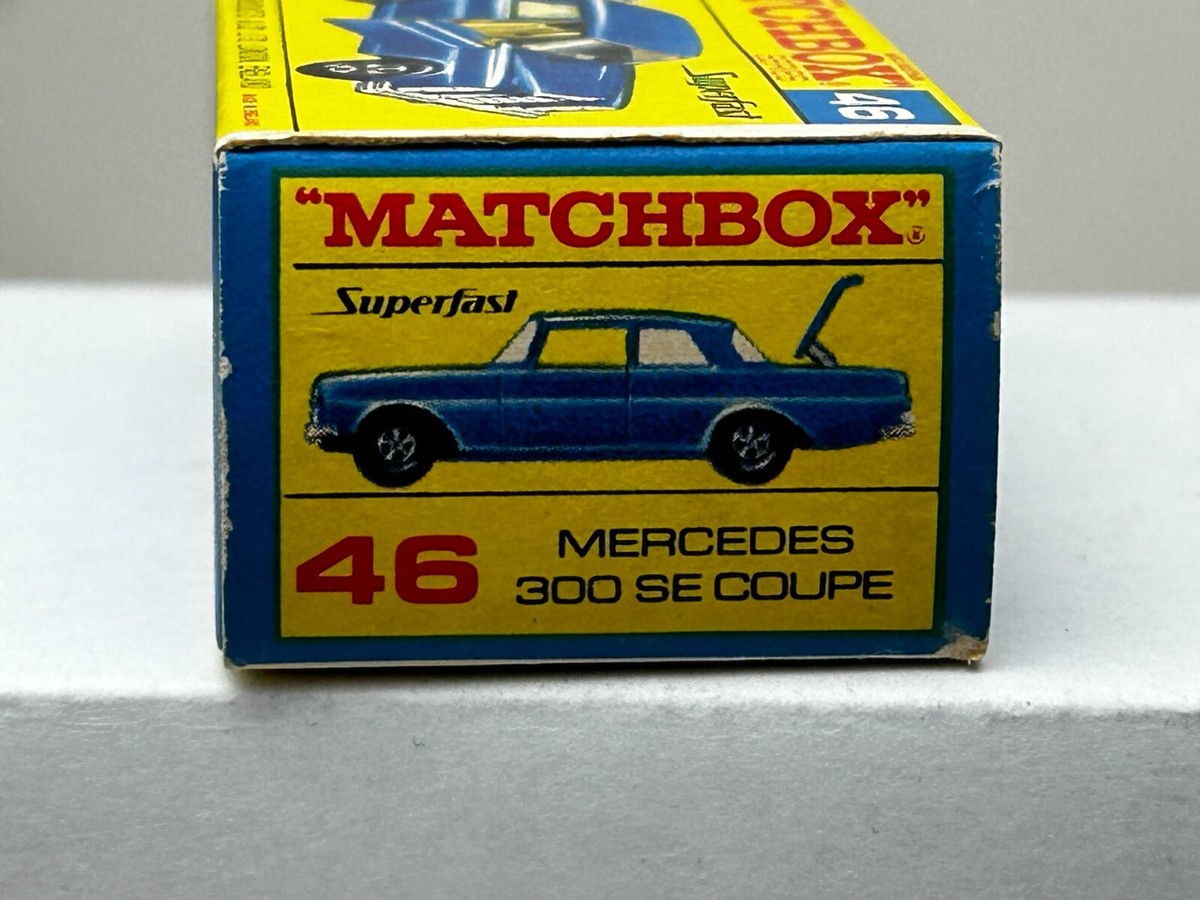 Superfast
MATCHBOX"
46
"MATCHBOX"
Superfast
46
MERCEDES
300 SE COUPE